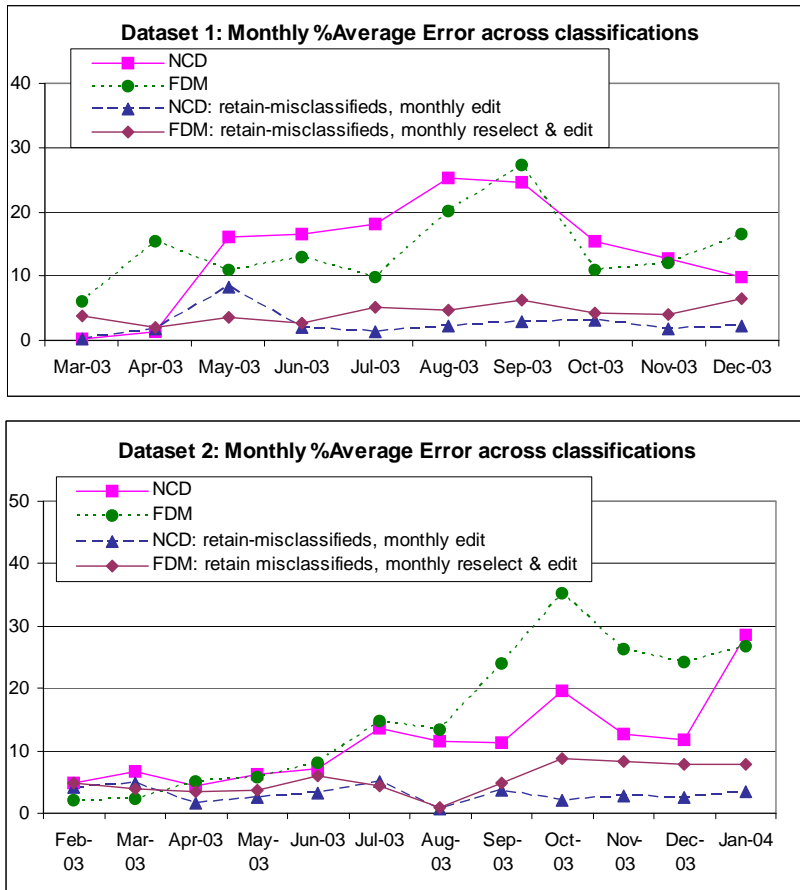 Dataset 1: Monthly %Average Error across classifications
NCD
FDM
NCD: retain-misclassifieds, monthly edit
FDM: retain-misclassifieds, monthly reselect & edit
40
30
20
10
0
Mar-03 Apr-03 May-03 Jun-03 Jul-03 Aug-03 Sep-03 Oct-03 Nov-03 Dec-03
Dataset 2: Monthly %Average Error across classifications
NCD
FDM
NCD: retain-misclassifieds, monthly edit
FDM: retain misclassifieds, monthly reselect & edit
50
40
30
20
10
0
Feb- Mar- Apr-03 May- Jun-03 Jul-03 Aug- Sep- Oct- Nov- Dec- Jan-04
03 03 03 03 03 03 03 03